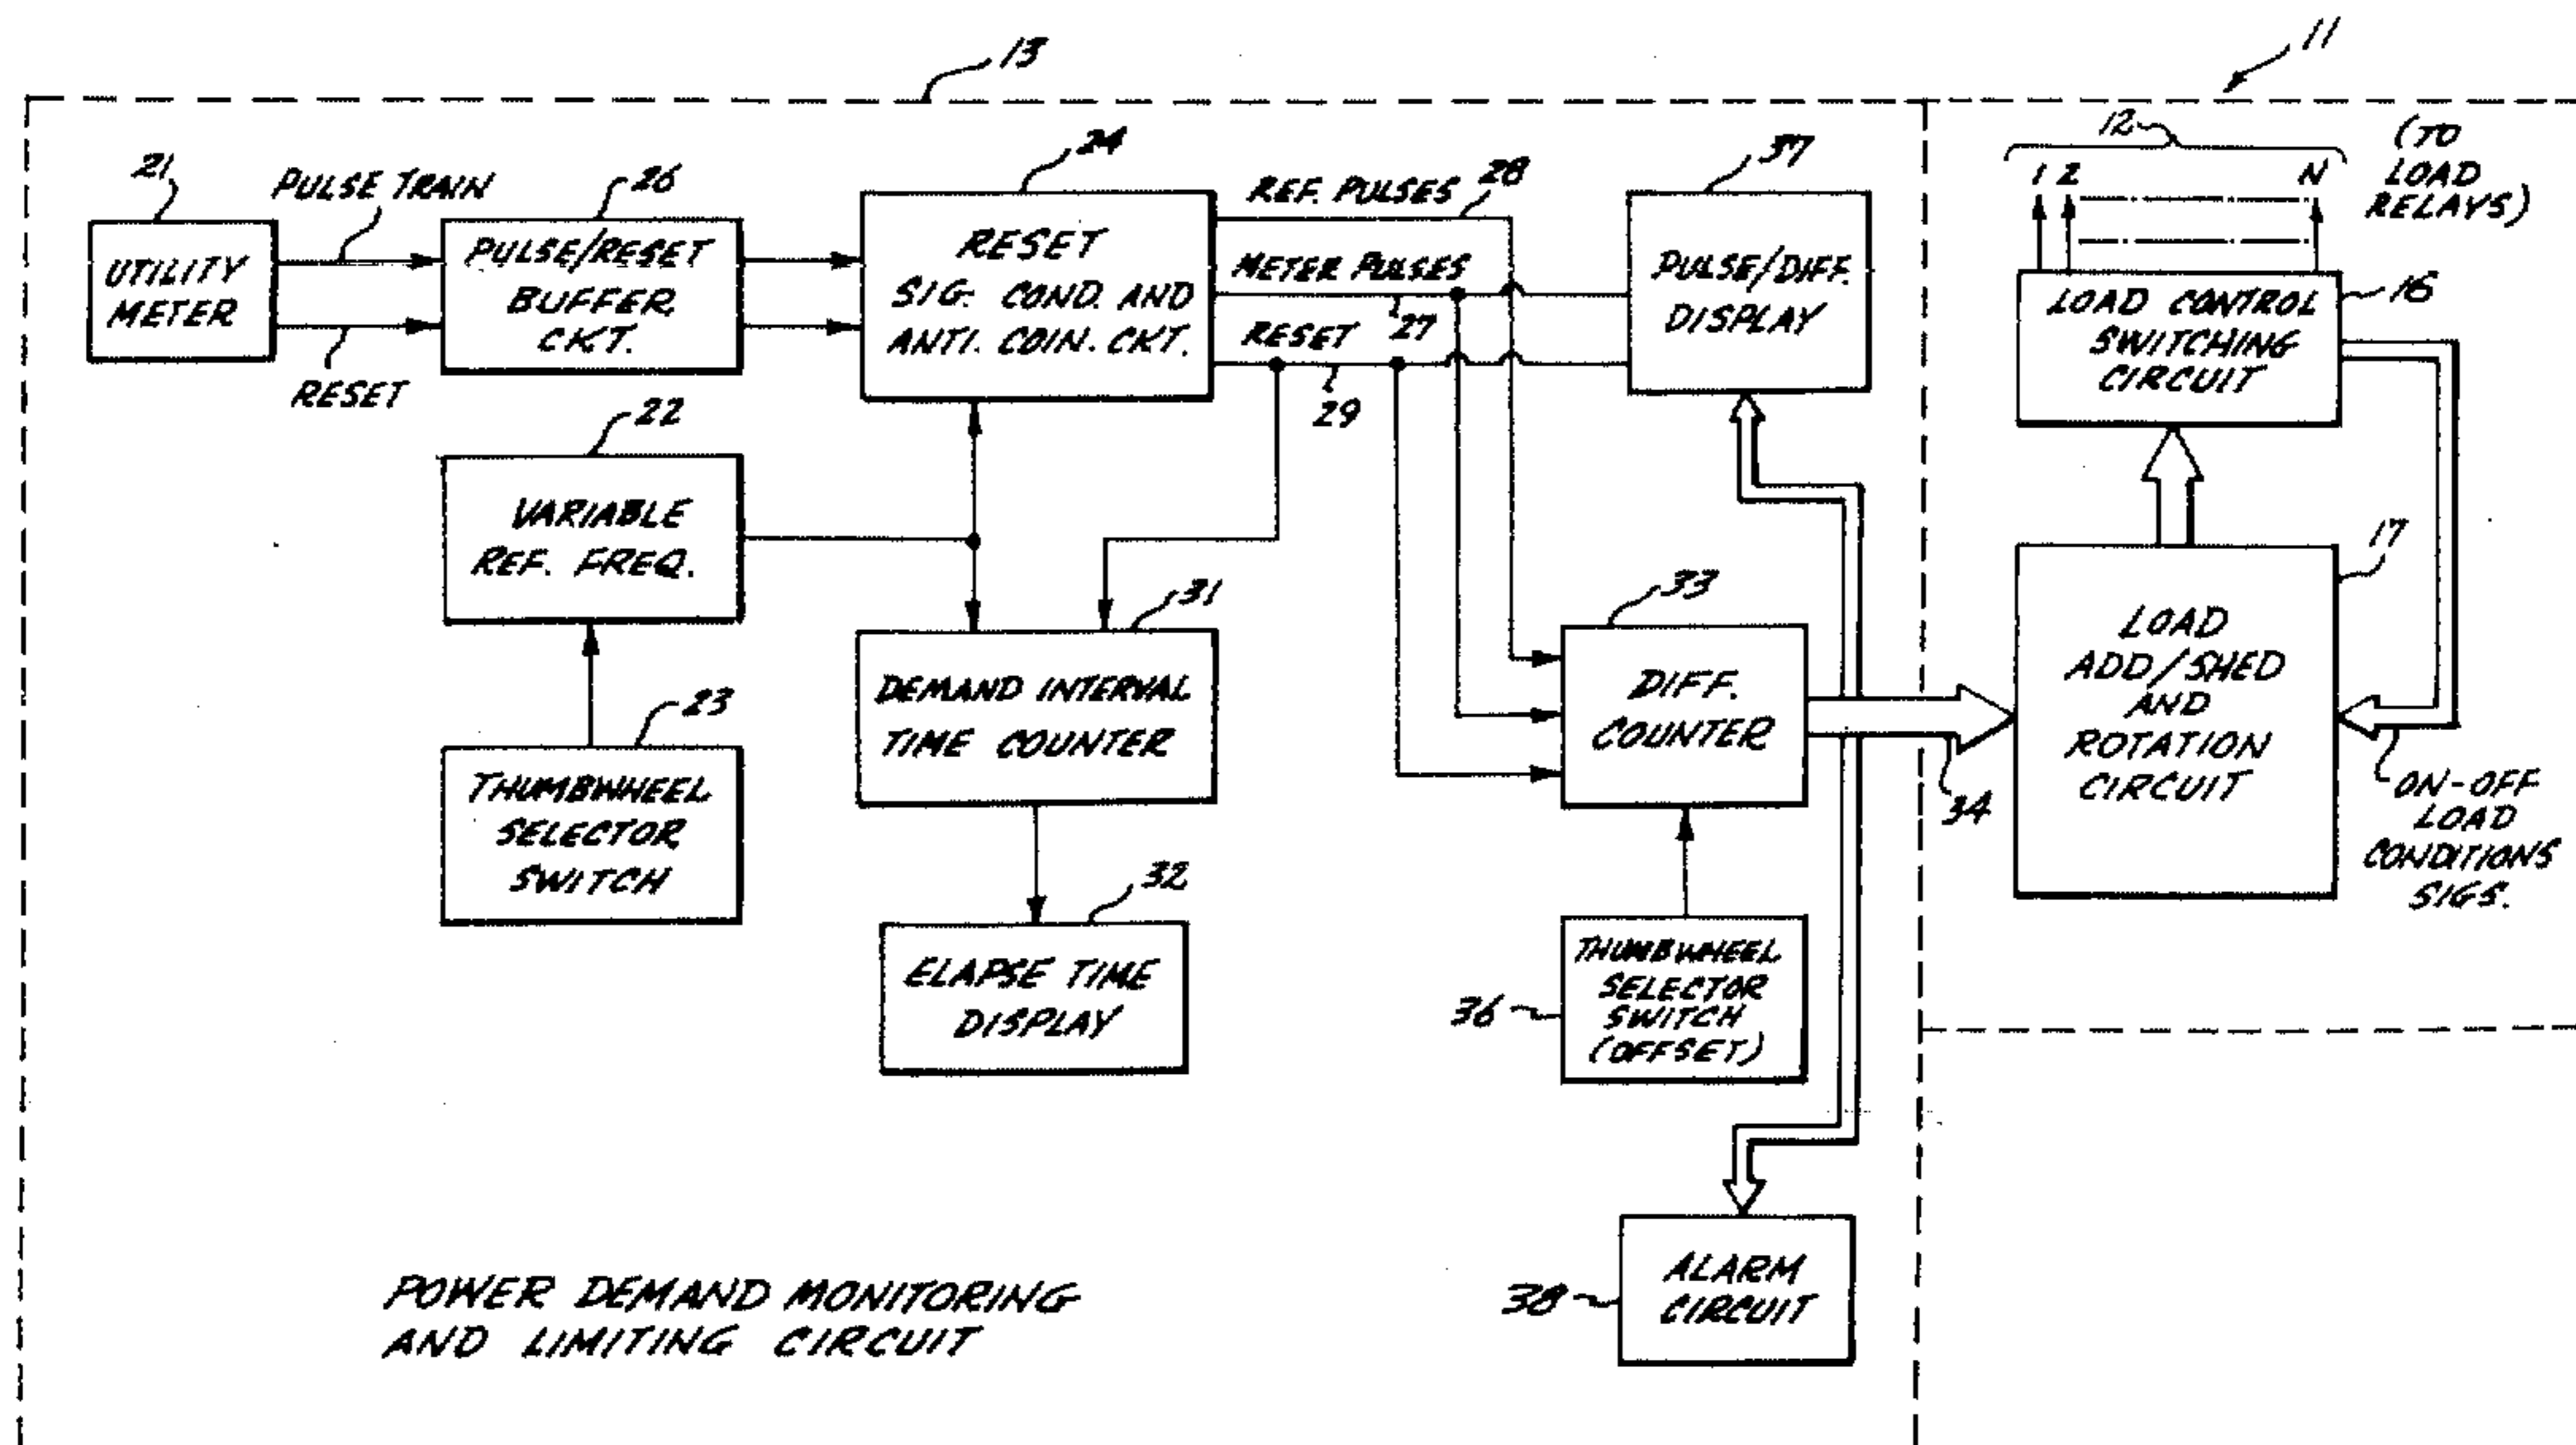 11
13
12
(TO
LOAD
RELAYS)
1 2 N
21
PULSE TRAIN
26
24
REF. PULSES
28
37
UTILITY
METER
PULSE/RESET
BUFFER
CKT.
RESET
SIG. COND. AND
ANTI. COIN. CKT.
METER PULSES
27
RESET
29
PULSE/DIFF.
DISPLAY
LOAD CONTROL
SWITCHING
CIRCUIT
16
RESET
22
VARIABLE
REF. FREQ.
31
33
17
DEMAND INTERVAL
TIME COUNTER
DIFF.
COUNTER
LOAD
ADD/SHED
AND
ROTATION
CIRCUIT
34
ON-OFF
LOAD
CONDITIONS
SIGS.
23
THUMBWHEEL
SELECTOR
SWITCH
32
ELAPSE TIME
DISPLAY
36
THUMBWHEEL
SELECTOR
SWITCH
(OFFSET)
38
ALARM
CIRCUIT
POWER DEMAND MONITORING
AND LIMITING CIRCUIT